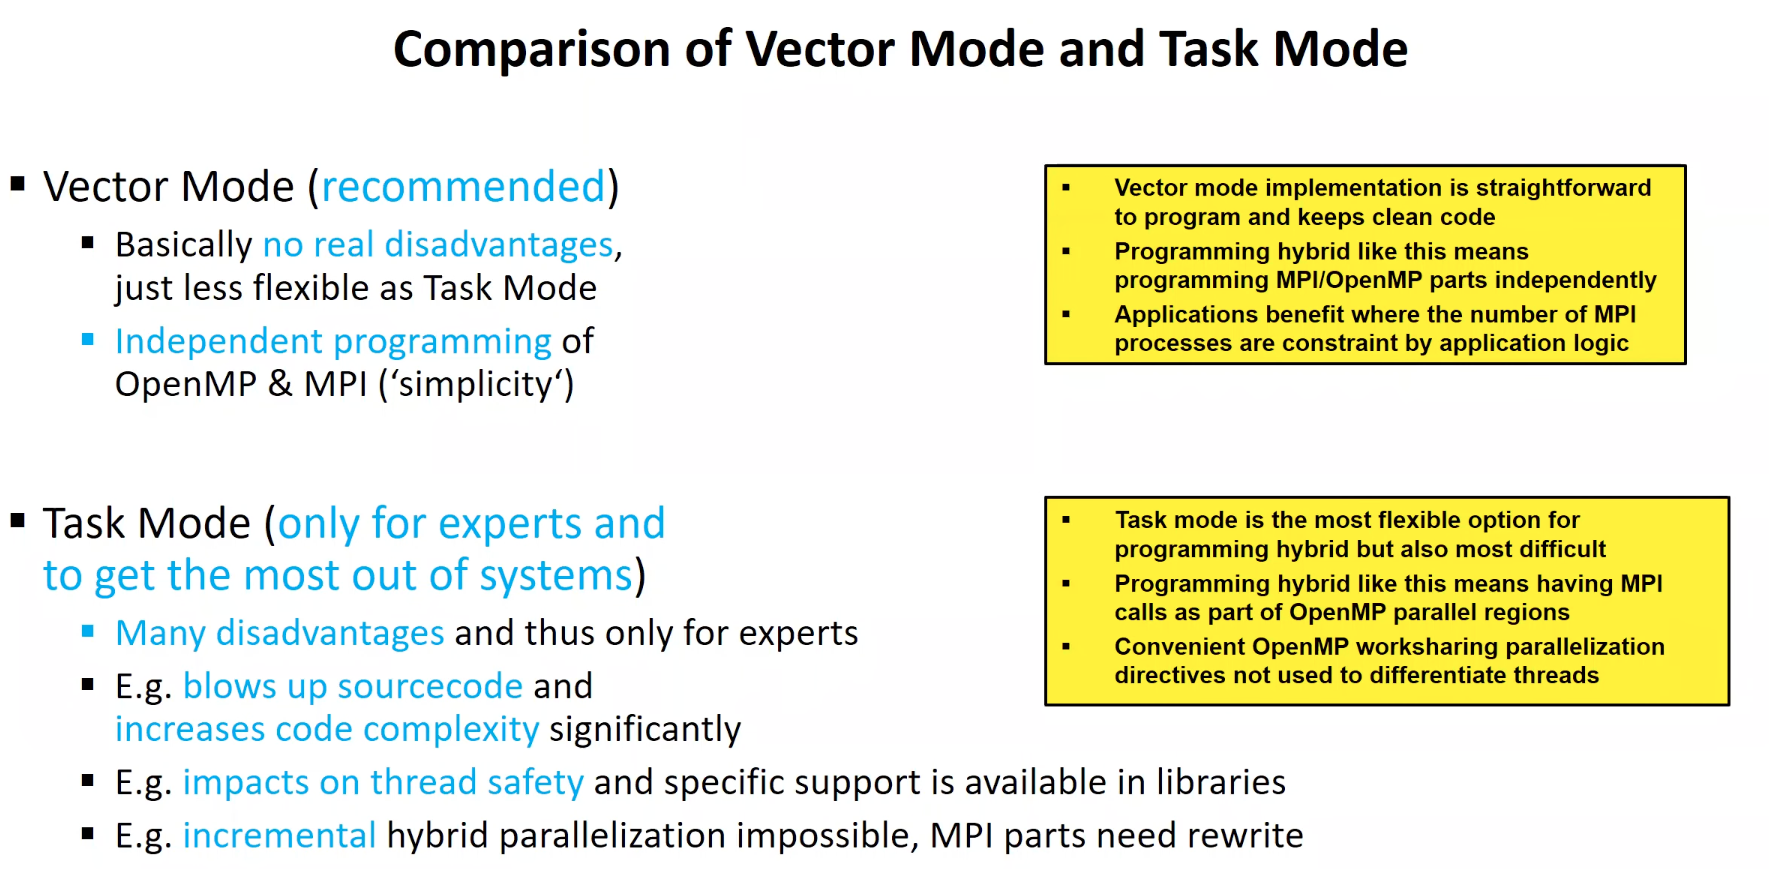 Comparison of Vector Mode and Task Mode
▪ Vector Mode (recommended)
▪ Basically no real disadvantages,
just less flexible as Task Mode
▪ Independent programming of
OpenMP & MPI (‘simplicity‘)
▪ Vector mode implementation is straightforward
to program and keeps clean code
▪ Programming hybrid like this means
programming MPI/OpenMP parts independently
▪ Applications benefit where the number of MPI
processes are constraint by application logic
▪ Task Mode (only for experts and
to get the most out of systems)
▪ Many disadvantages and thus only for experts
▪ E.g. blows up sourcecode and
increases code complexity significantly
▪ E.g. impacts on thread safety and specific support is available in libraries
▪ E.g. incremental hybrid parallelization impossible, MPI parts need rewrite
▪ Task mode is the most flexible option for
programming hybrid but also most difficult
▪ Programming hybrid like this means having MPI
calls as part of OpenMP parallel regions
▪ Convenient OpenMP worksharing parallelization
directives not used to differentiate threads